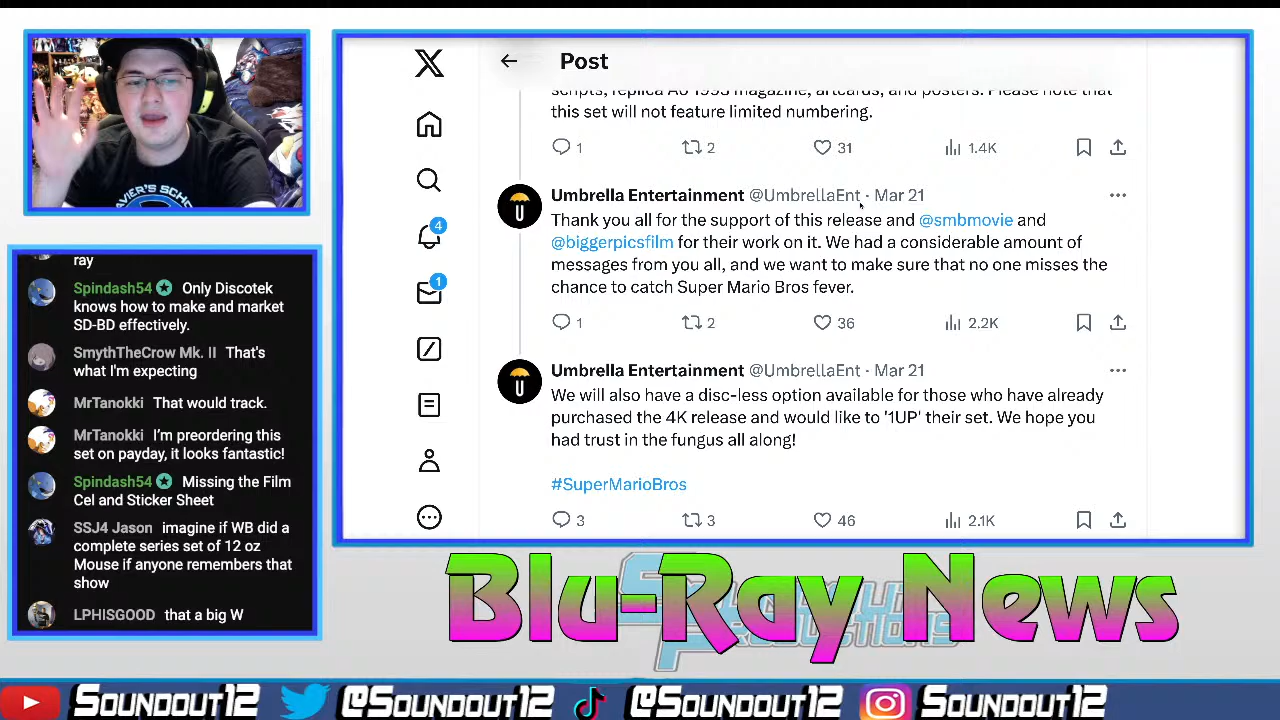 AVIER'S SCHO
Post
scripts, replica A6 1993 magazine, artcards, and posters. Please note that
this set will not feature limited numbering.
1 2 31 1.4K
Umbrella Entertainment @UmbrellaEnt · Mar 21
Thank you all for the support of this release and @smbmovie and
@biggerpicsfilm for their work on it. We had a considerable amount of
messages from you all, and we want to make sure that no one misses the
chance to catch Super Mario Bros fever.
1 2 36 2.2K
Umbrella Entertainment @UmbrellaEnt · Mar 21
We will also have a disc-less option available for those who have already
purchased the 4K release and would like to '1UP' their set. We hope you
had trust in the fungus all along!
#SuperMarioBros
3 3 46 2.1K
4
1
ray
Spindash54 Only Discotek
knows how to make and market
SD-BD effectively.
SmythTheCrow Mk. II That's
what I'm expecting
MrTanokki That would track.
MrTanokki I'm preordering this
set on payday, it looks fantastic!
Spindash54 Missing the Film
Cel and Sticker Sheet
SSJ4 Jason imagine if WB did a
complete series set of 12 oz
Mouse if anyone remembers that
show
LPHISGOOD that a big W
Blu-Ray News
Soundout12 @Soundout12 @Soundout12 Soundout12